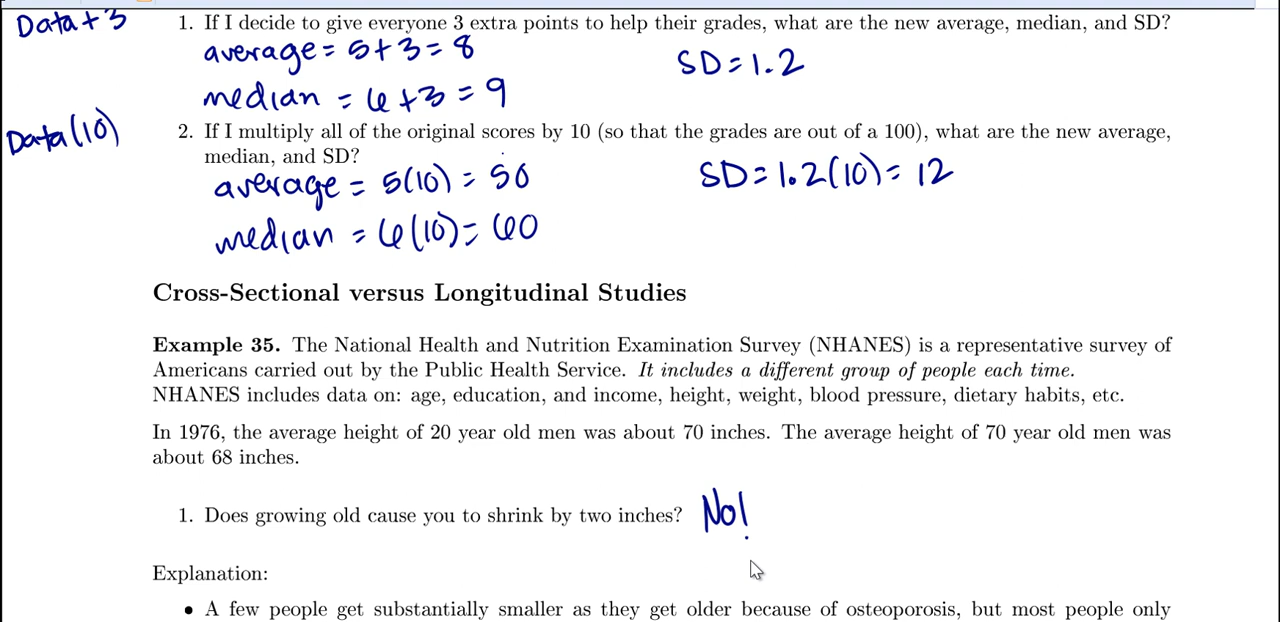 Data + 3
1. If I decide to give everyone 3 extra points to help their grades, what are the new average, median, and SD?
average = 5+3 = 8
SD = 1.2
median = 6+3 = 9
Data(10)
2. If I multiply all of the original scores by 10 (so that the grades are out of a 100), what are the new average,
median, and SD?
average = 5(10) = 50
SD = 1.2(10) = 12
median = 6(10) = 60
Cross-Sectional versus Longitudinal Studies
Example 35. The National Health and Nutrition Examination Survey (NHANES) is a representative survey of
Americans carried out by the Public Health Service. It includes a different group of people each time.
NHANES includes data on: age, education, and income, height, weight, blood pressure, dietary habits, etc.
In 1976, the average height of 20 year old men was about 70 inches. The average height of 70 year old men was
about 68 inches.
1. Does growing old cause you to shrink by two inches? No!
Explanation:
• A few people get substantially smaller as they get older because of osteoporosis, but most people only